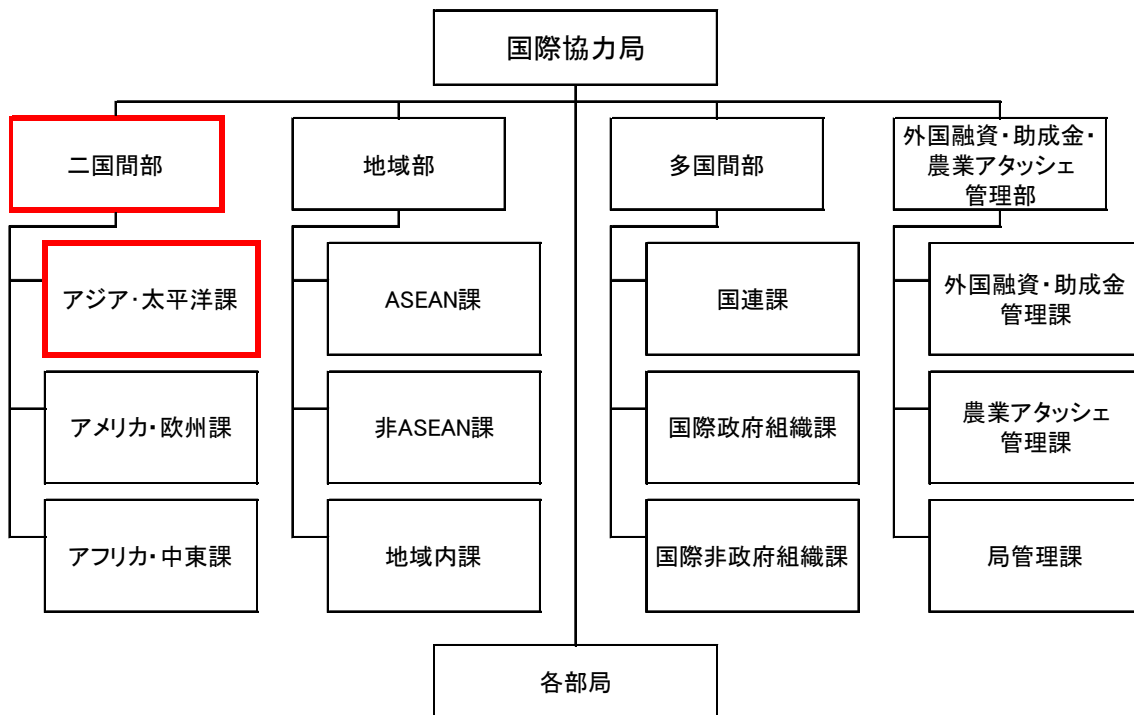 国際協力局
二国間部
地域部
多国間部
外国融資・助成金・
農業アタッシェ
管理部
アジア・太平洋課
ASEAN課
国連課
外国融資・助成金
管理課
アメリカ・欧州課
非ASEAN課
国際政府組織課
農業アタッシェ
管理課
アフリカ・中東課
地域内課
国際非政府組織課
局管理課
各部局